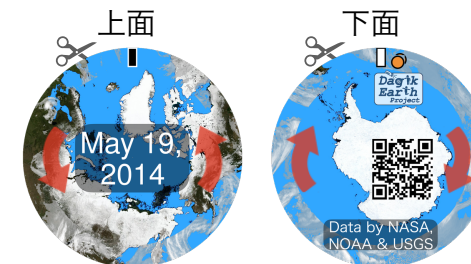 上面
下面
May 19,
2014
Dagik
Earth
Project
Data by NASA,
NOAA & USGS